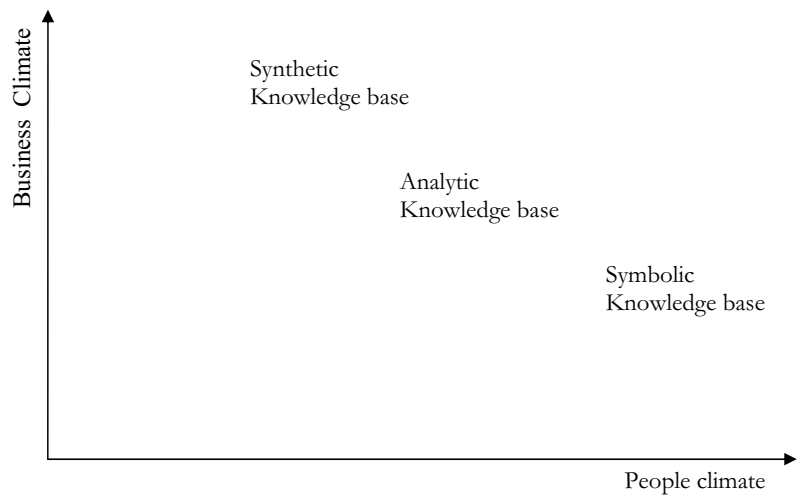 Business Climate
Synthetic
Knowledge base
Analytic
Knowledge base
Symbolic
Knowledge base
People climate